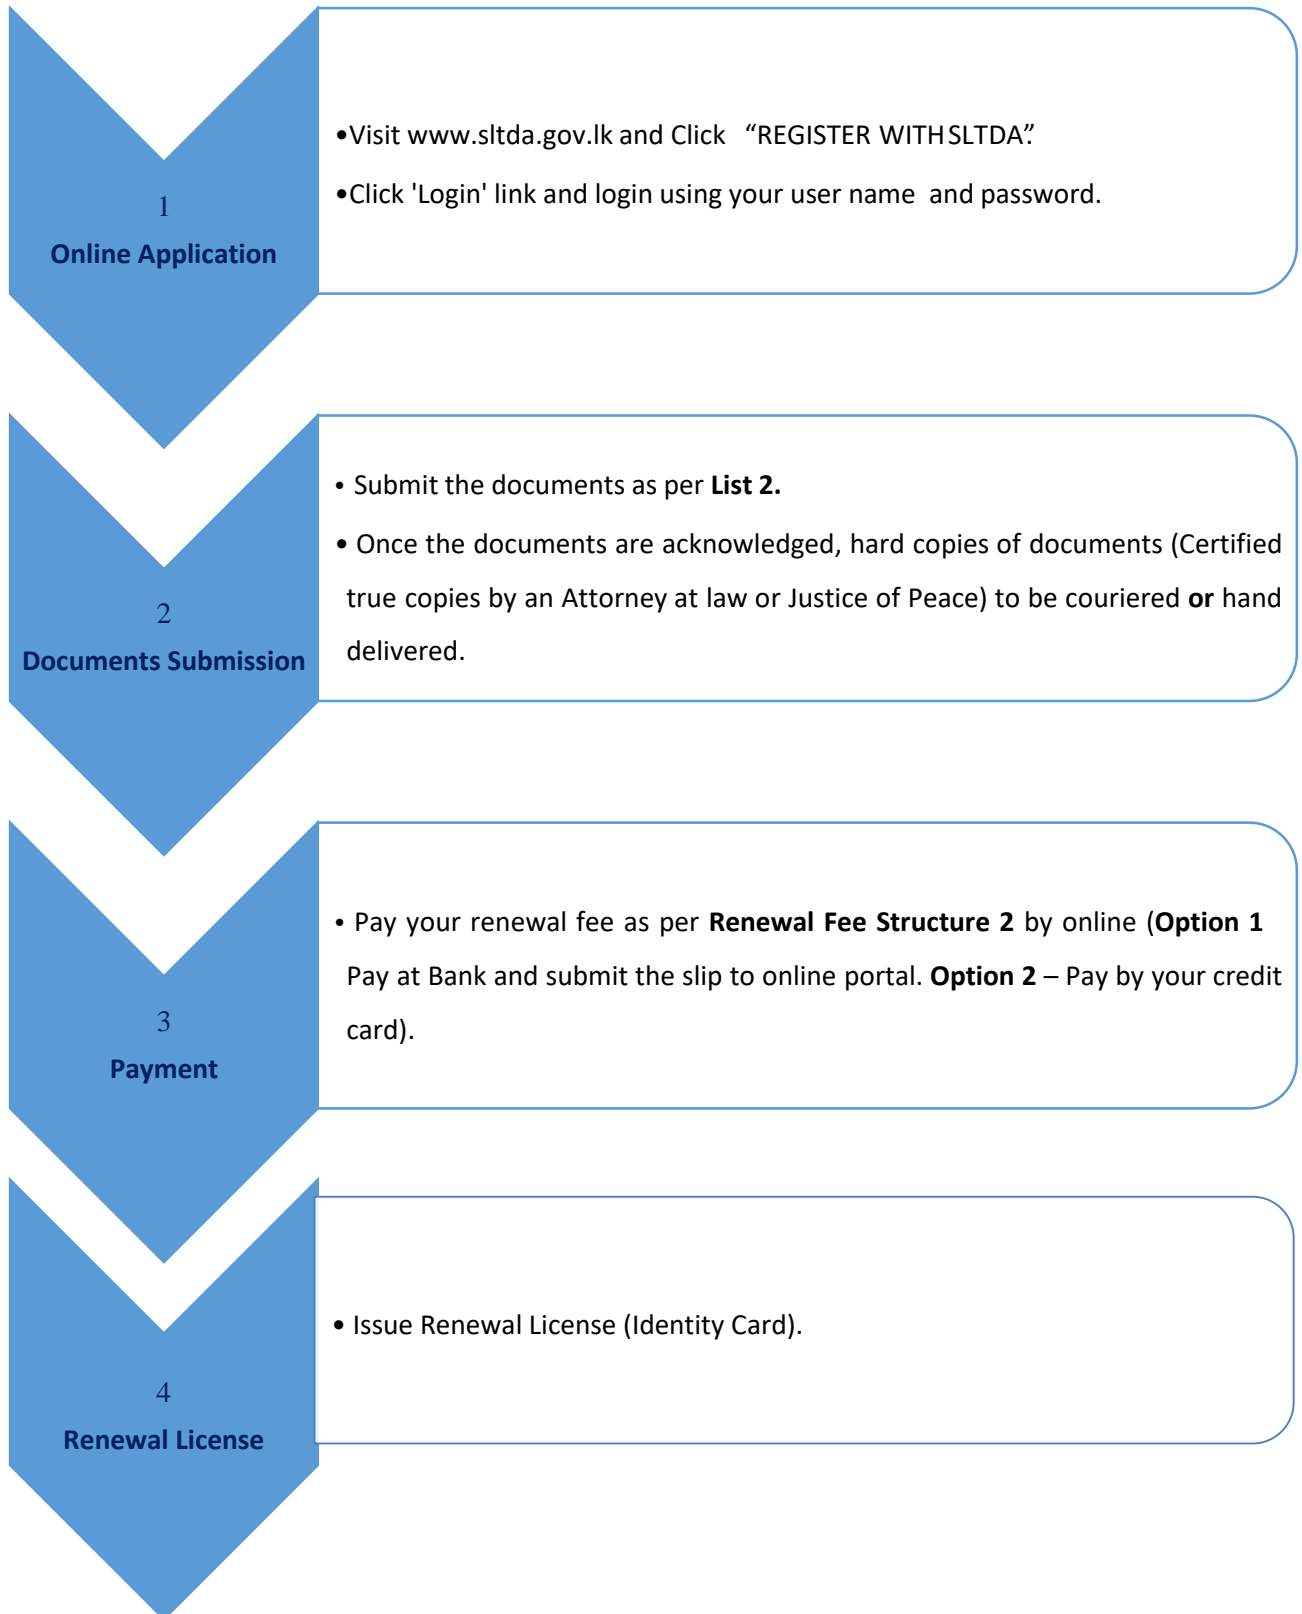 •Visit www.sltda.gov.lk and Click “REGISTER WITH SLTDA”.
•Click 'Login' link and login using your user name and password.
1
Online Application
• Submit the documents as per List 2.
• Once the documents are acknowledged, hard copies of documents (Certified
true copies by an Attorney at law or Justice of Peace) to be couriered or hand
delivered.
2
Documents Submission
• Pay your renewal fee as per Renewal Fee Structure 2 by online (Option 1
Pay at Bank and submit the slip to online portal. Option 2 – Pay by your credit
card).
3
Payment
• Issue Renewal License (Identity Card).
4
Renewal License